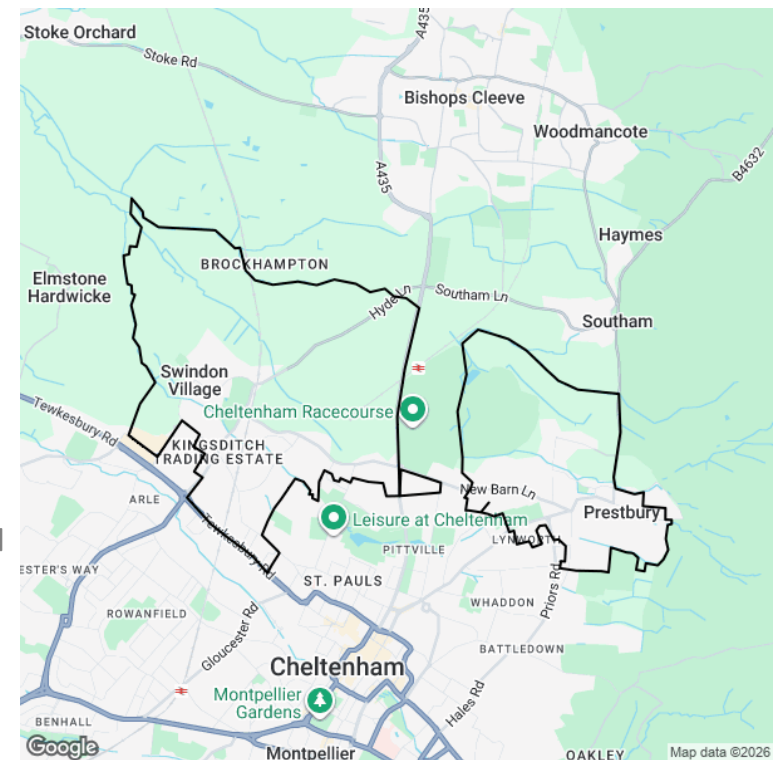 A435
Stoke Orchard
Stoke Rd
Bishops Cleeve
Woodmancote
A435
B4632
Haymes
BROCKHAMPTON
Elmstone
Hardwicke
Hyde Ln
Southam Ln
Southam
Swindon
Village
Cheltenham Racecourse
Tewkesbury Rd
KINGSDITCH
TRADING ESTATE
ARLE
New Barn Ln
Prestbury
Leisure at Cheltenham
Tewkesbury Rd
LYNWORTH
PITTVILLE
ESTER'S WAY
ST. PAULS
Priors Rd
WHADDON
ROWANFIELD
Gloucester Rd
BATTLEDOWN
Cheltenham
Montpellier
Gardens
Hales Rd
BENHALL
Google
Montpellier
OAKLEY
Map data ©2026